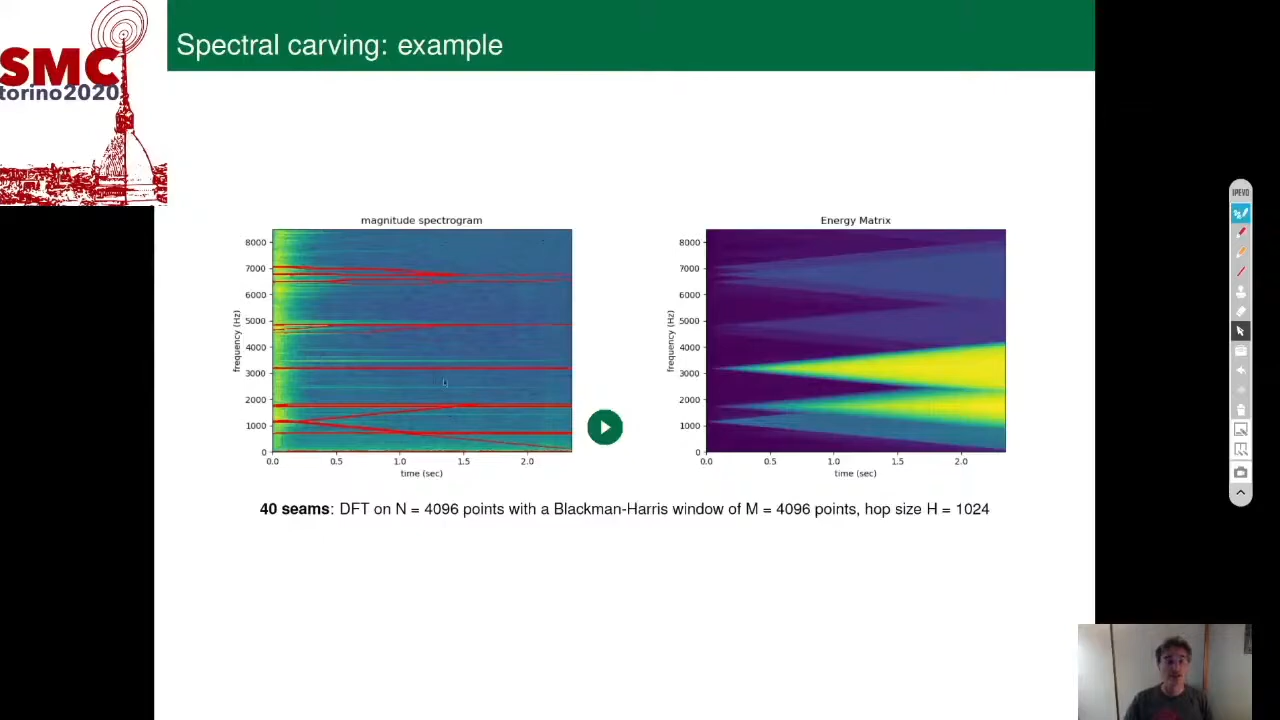 SMC
torino2020
Spectral carving: example
IPEVO
magnitude spectrogram
8000
7000
6000
5000
4000
3000
2000
1000
0
frequency (Hz)
0.0 0.5 1.0 1.5 2.0
time (sec)
Energy Matrix
8000
7000
6000
5000
4000
3000
2000
1000
0
frequency (Hz)
0.0 0.5 1.0 1.5 2.0
time (sec)
40 seams: DFT on N = 4096 points with a Blackman-Harris window of M = 4096 points, hop size H = 1024